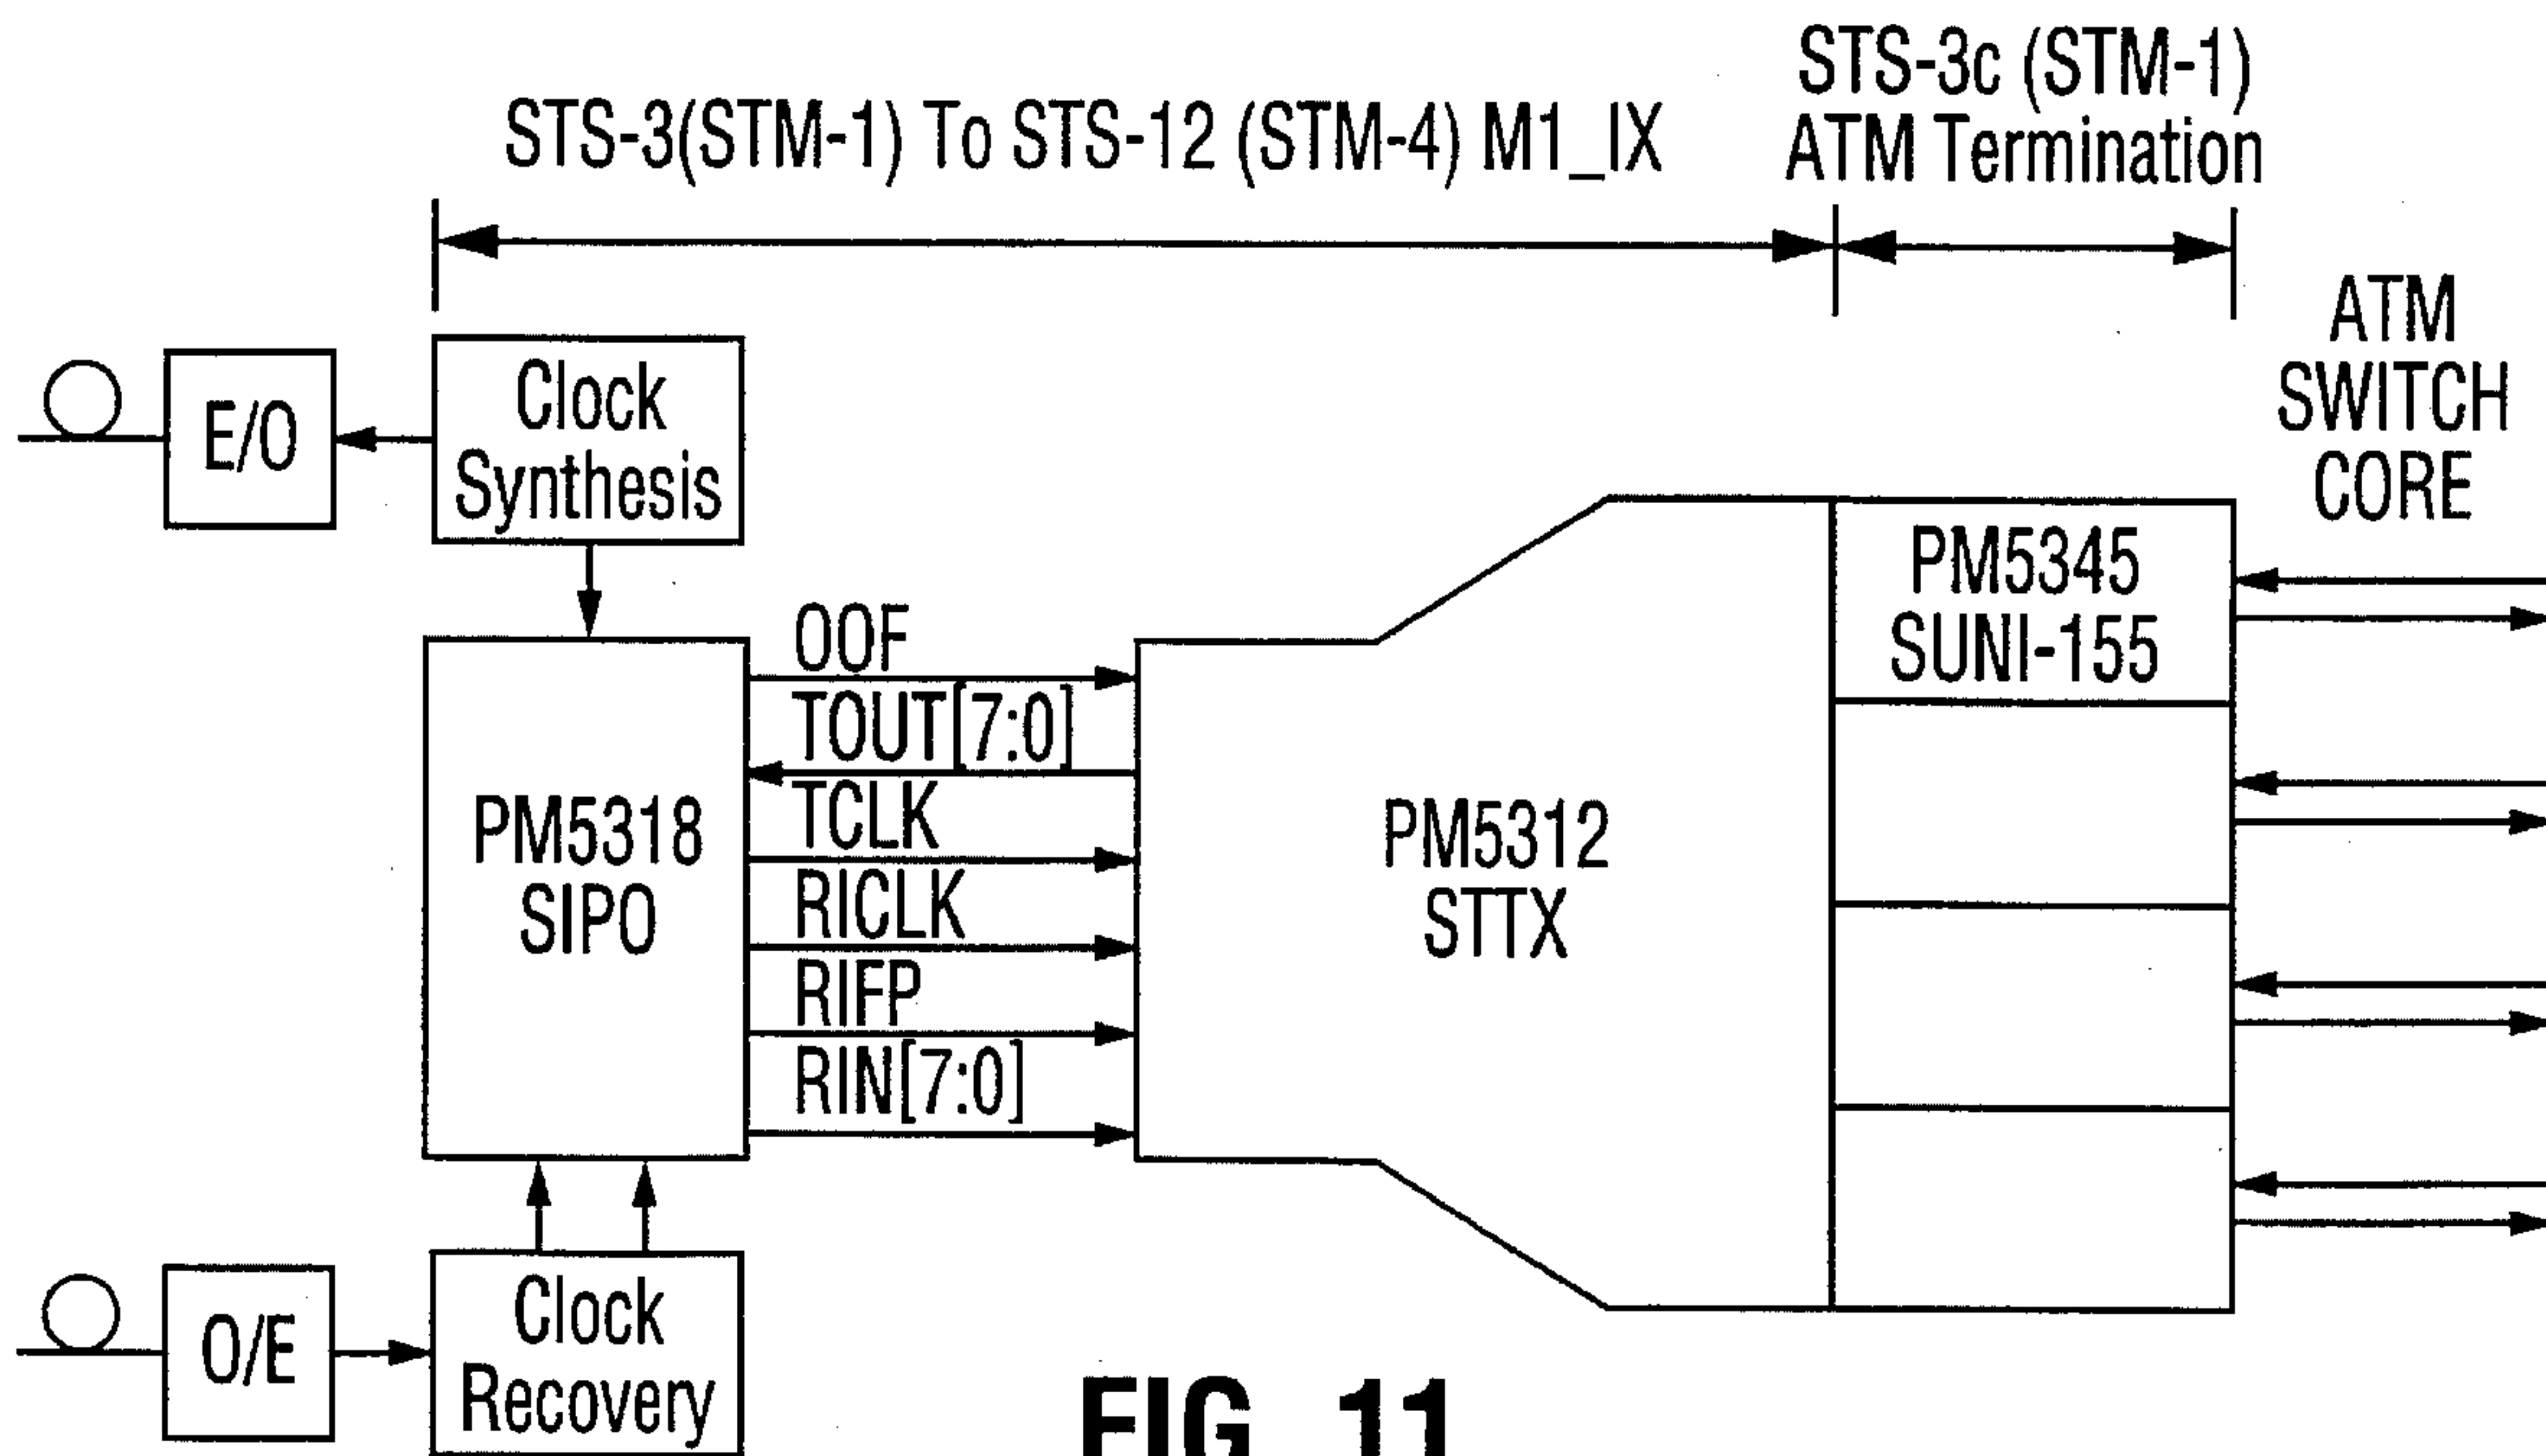 STS-3(STM-1) To STS-12 (STM-4) M1_IX
STS-3c (STM-1)
ATM Termination
ATM
SWITCH
CORE
E/O
Clock
Synthesis
PM5318
SIPO
OOF
TOUT[7:0]
TCLK
RICLK
RIFP
RIN[7:0]
PM5312
STTX
PM5345
SUNI-155
O/E
Clock
Recovery
FIG. 11